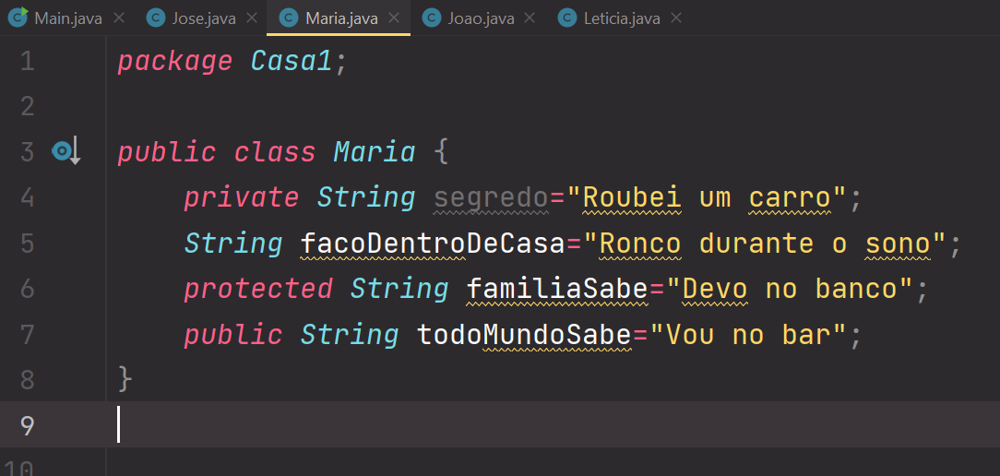 Main.java Jose.java Maria.java Joao.java Leticia.java
1 package Casa1;
2
3 public class Maria {
4 private String segredo="Roubei um carro";
5 String facoDentroDeCasa="Ronco durante o sono";
6 protected String familiaSabe="Devo no banco";
7 public String todoMundoSabe="Vou no bar";
8 }
9
10